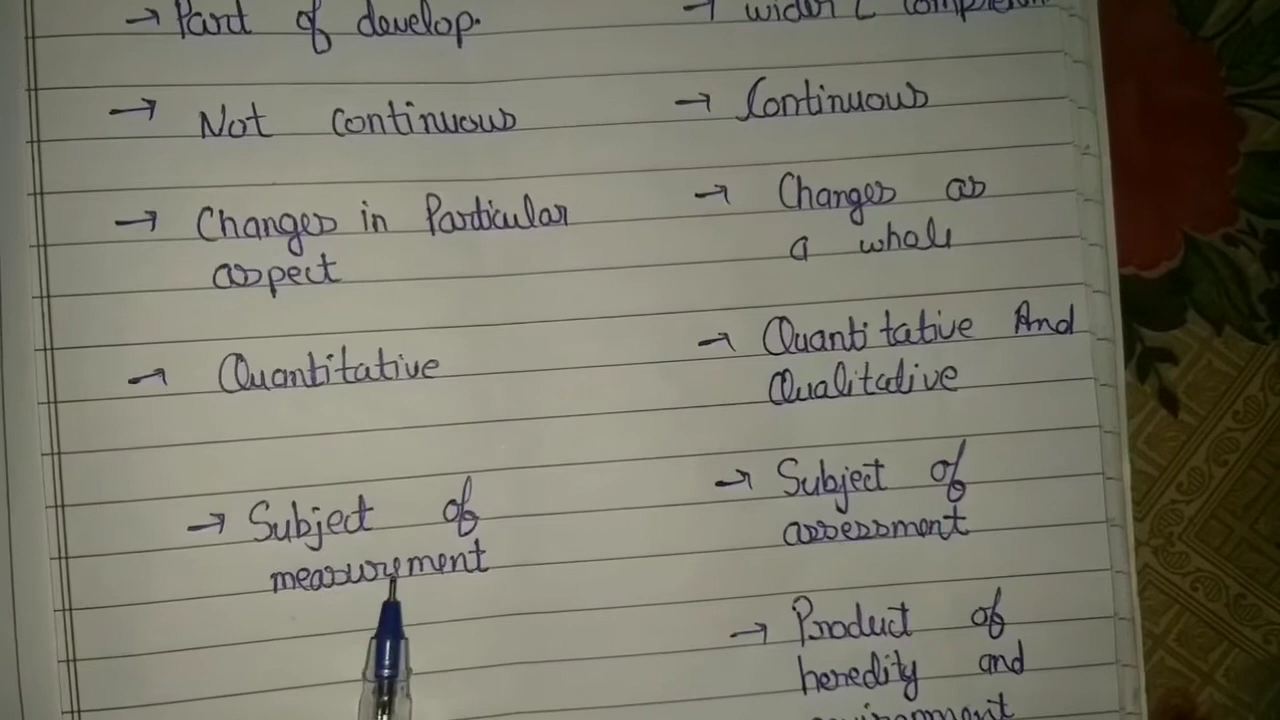 → Part of develop.
→ wider
→ Not continuous
→ Continuous
→ Changes in Particular
aspect
→ Changes as
a whole
→ Quantitative
→ Quantitative And
Qualitative
→ Subject of
measurement
→ Subject of
assessment
→ Product of
heredity and